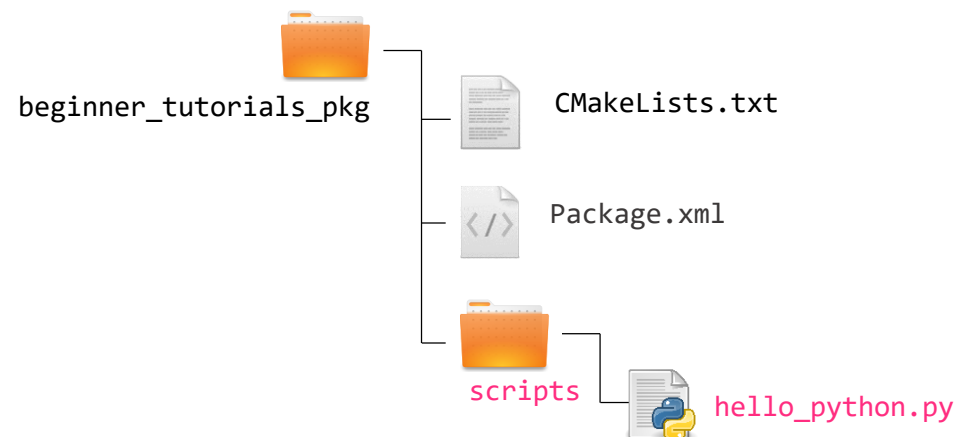 beginner_tutorials_pkg
CMakeLists.txt
</>
Package.xml
scripts
hello_python.py